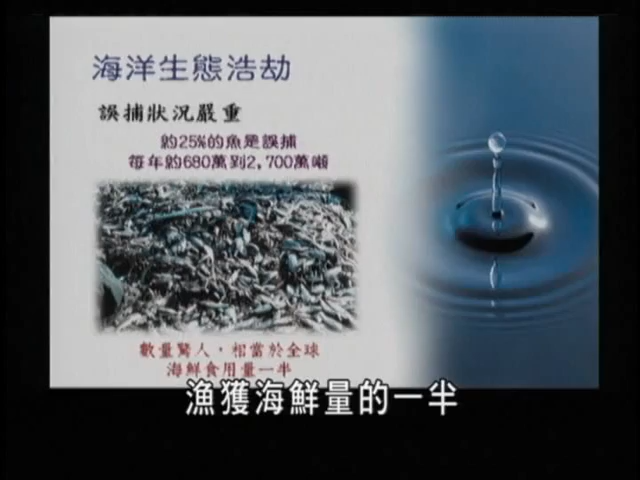 海洋生態浩劫
誤捕狀況嚴重
約25%的魚是誤捕
每年約680萬到2,700萬噸
數量驚人，相當於全球
海鮮食用量一半
漁獲海鮮量的一半